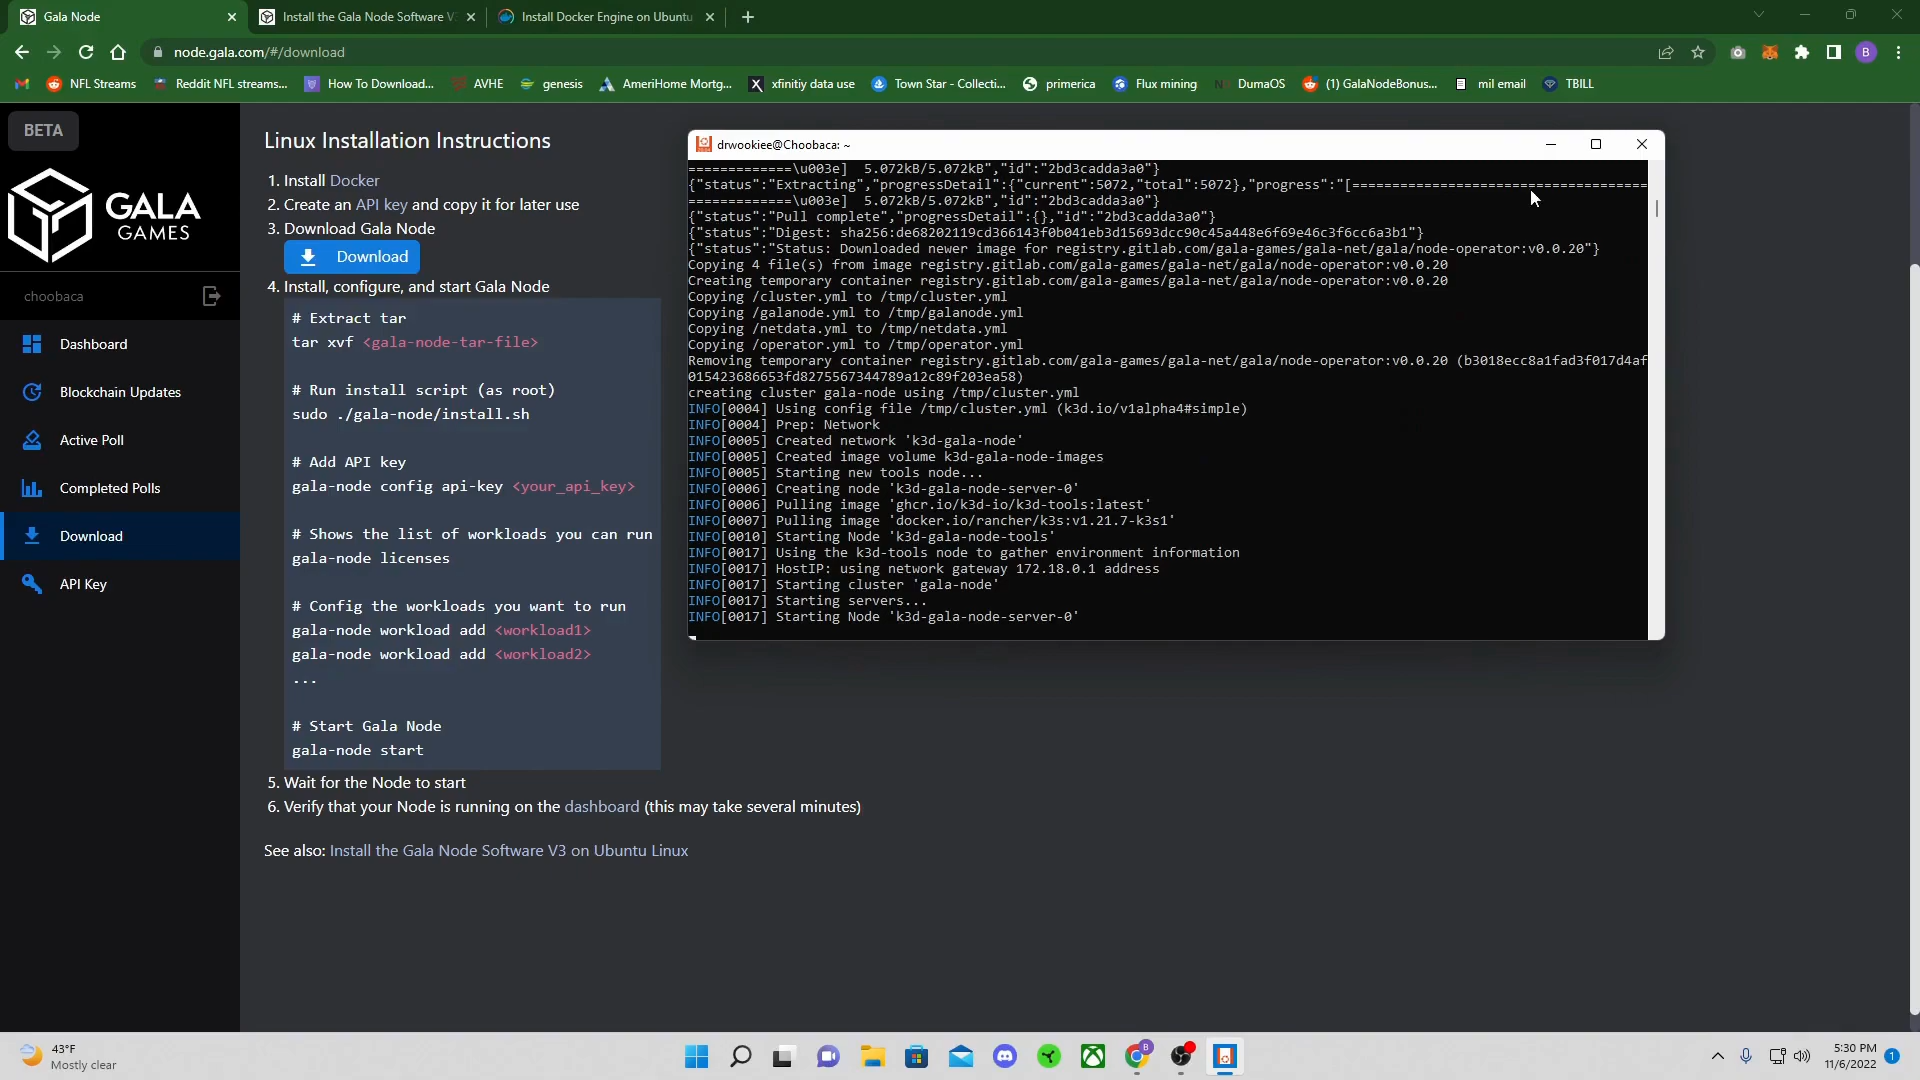 Gala Node
Install the Gala Node Software V
Install Docker Engine on Ubuntu
node.gala.com/#/download
B
NFL Streams
Reddit NFL streams...
How To Download...
AVHE
genesis
AmeriHome Mortg...
xfinitiy data use
Town Star - Collecti...
primerica
Flux mining
DumaOS
(1) GalaNodeBonus...
mil email
TBILL
BETA
GALA
GAMES
choobaca
Dashboard
Blockchain Updates
Active Poll
Completed Polls
Download
API Key
Linux Installation Instructions
1. Install Docker
2. Create an API key and copy it for later use
3. Download Gala Node
Download
4. Install, configure, and start Gala Node
# Extract tar
tar xvf <gala-node-tar-file>
# Run install script (as root)
sudo ./gala-node/install.sh
# Add API key
gala-node config api-key <your_api_key>
# Shows the list of workloads you can run
gala-node licenses
# Config the workloads you want to run
gala-node workload add <workload1>
gala-node workload add <workload2>
...
# Start Gala Node
gala-node start
5. Wait for the Node to start
6. Verify that your Node is running on the dashboard (this may take several minutes)
See also: Install the Gala Node Software V3 on Ubuntu Linux
drwookiee@Choobaca: ~
=============\u003e]  5.072kB/5.072kB","id":"2bd3cadda3a0"}
{"status":"Extracting","progressDetail":{"current":5072,"total":5072},"progress":"[=====================================
=============\u003e]  5.072kB/5.072kB","id":"2bd3cadda3a0"}
{"status":"Pull complete","progressDetail":{},"id":"2bd3cadda3a0"}
{"status":"Digest: sha256:de68202119cd366143f0b041eb3d15693dcc90c45a448e6f69e46c3f6cc6a3b1"}
{"status":"Status: Downloaded newer image for registry.gitlab.com/gala-games/gala-net/gala/node-operator:v0.0.20"}
Copying 4 file(s) from image registry.gitlab.com/gala-games/gala-net/gala/node-operator:v0.0.20
Creating temporary container registry.gitlab.com/gala-games/gala-net/gala/node-operator:v0.0.20
Copying /cluster.yml to /tmp/cluster.yml
Copying /galanode.yml to /tmp/galanode.yml
Copying /netdata.yml to /tmp/netdata.yml
Copying /operator.yml to /tmp/operator.yml
Removing temporary container registry.gitlab.com/gala-games/gala-net/gala/node-operator:v0.0.20 (b3018ecc8a1fad3f017d4af
015423686653fd8275567344789a12c89f203ea58)
creating cluster gala-node using /tmp/cluster.yml
INFO[0004] Using config file /tmp/cluster.yml (k3d.io/v1alpha4#simple)
INFO[0004] Prep: Network
INFO[0005] Created network 'k3d-gala-node'
INFO[0005] Created image volume k3d-gala-node-images
INFO[0005] Starting new tools node...
INFO[0006] Creating node 'k3d-gala-node-server-0'
INFO[0006] Pulling image 'ghcr.io/k3d-io/k3d-tools:latest'
INFO[0007] Pulling image 'docker.io/rancher/k3s:v1.21.7-k3s1'
INFO[0010] Starting Node 'k3d-gala-node-tools'
INFO[0017] Using the k3d-tools node to gather environment information
INFO[0017] HostIP: using network gateway 172.18.0.1 address
INFO[0017] Starting cluster 'gala-node'
INFO[0017] Starting servers...
INFO[0017] Starting Node 'k3d-gala-node-server-0'
43°F
Mostly clear
5:30 PM
11/6/2022
1